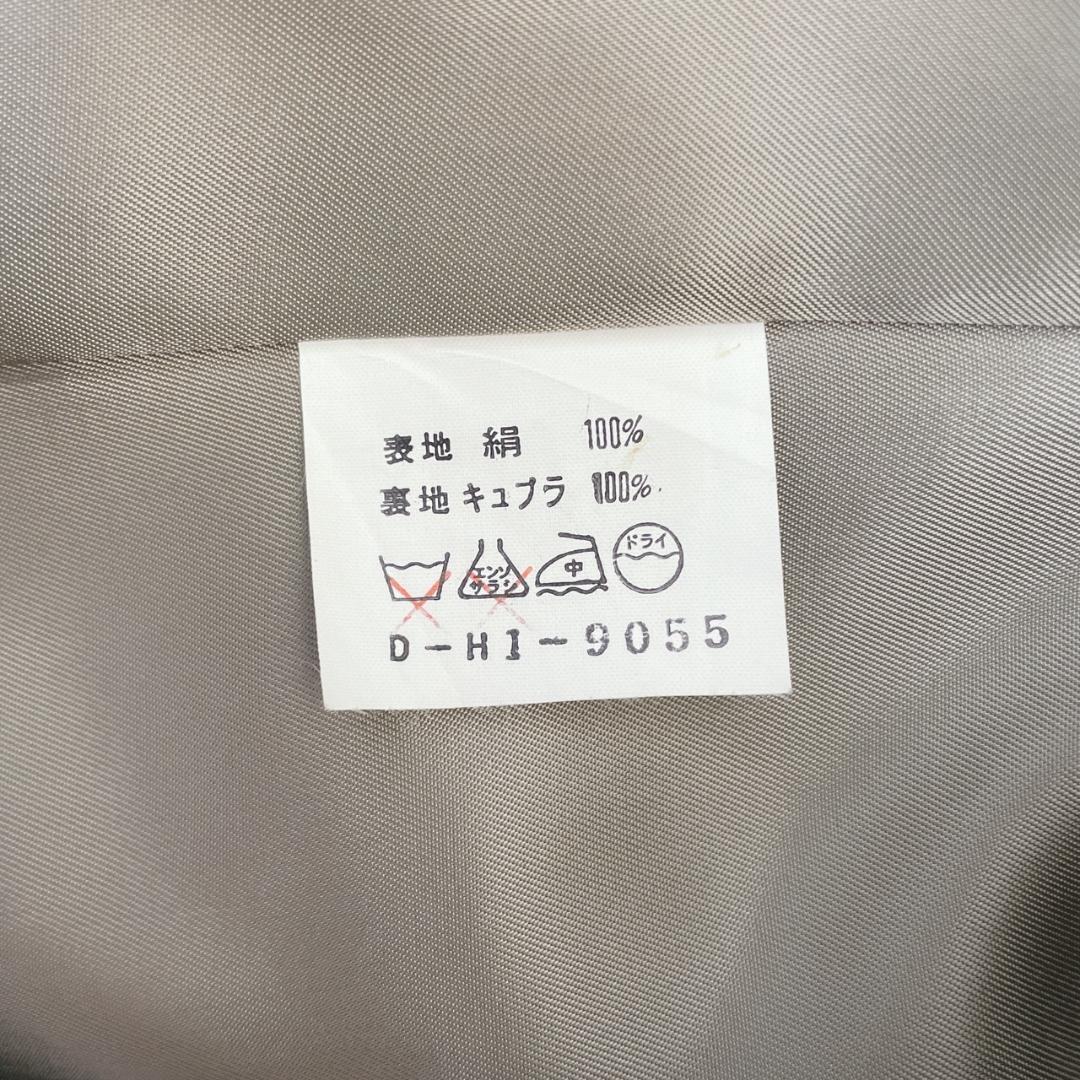 表地 絹 100%
裏地 キュプラ 100%.
エンソ サラシ 中 ドライ
D-HI-9055